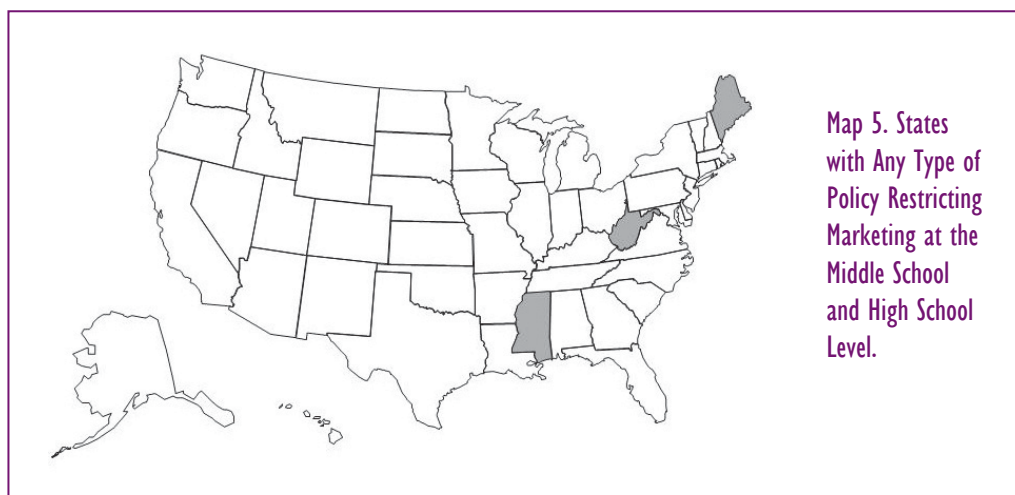 Map 5. States
with Any Type of
Policy Restricting
Marketing at the
Middle School
and High School
Level.